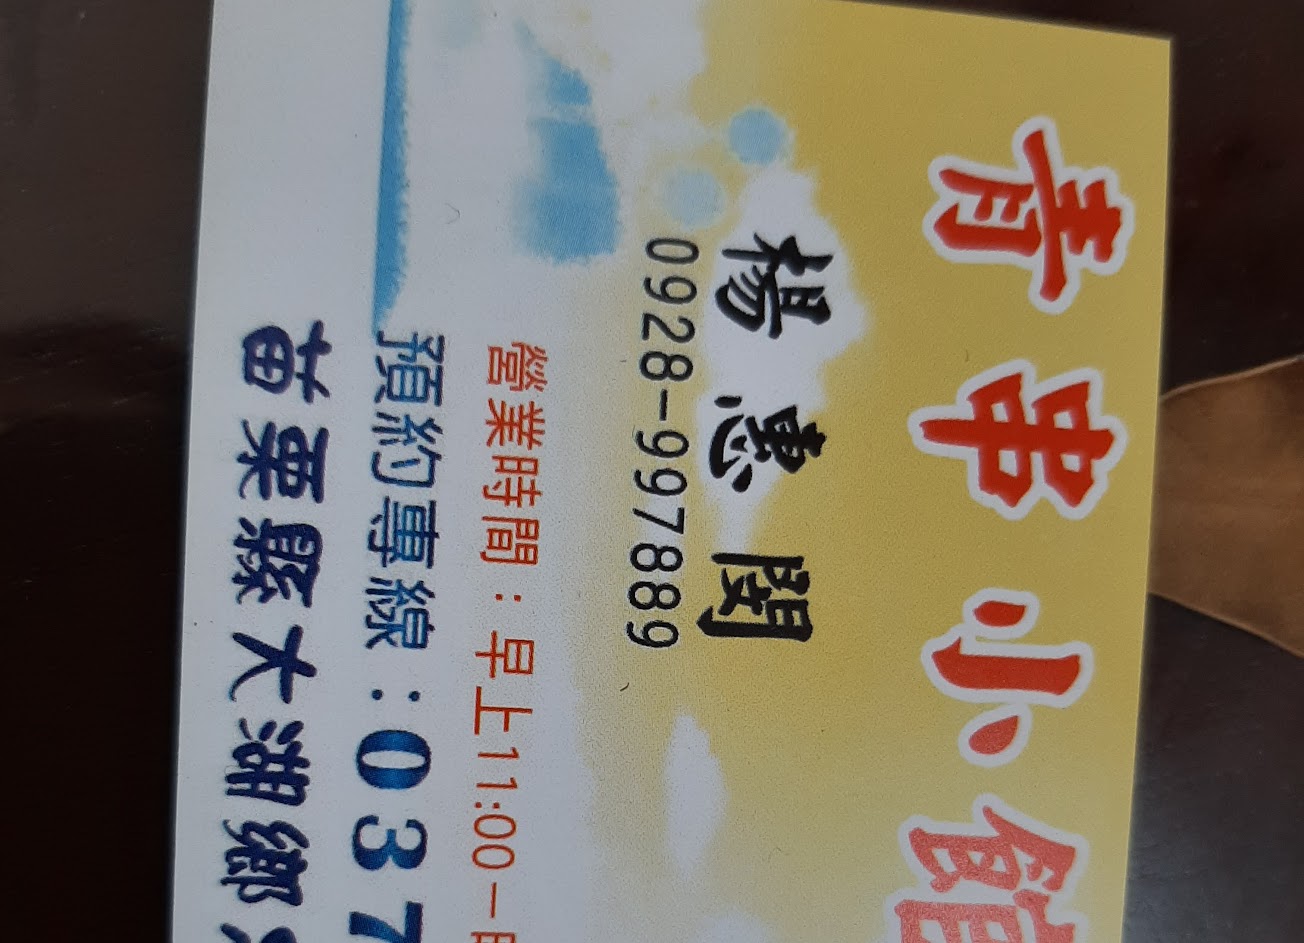 青串小館
楊惠閔
0928-997889
營業時間：早上11:00-
預約專線：037
苗栗縣大湖鄉